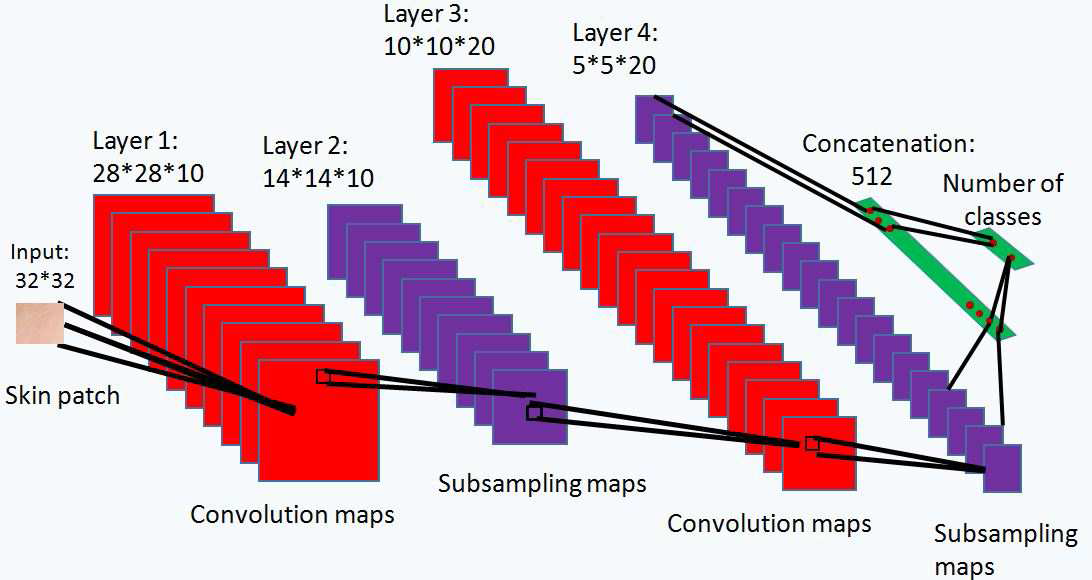 Layer 3:
10*10*20
Layer 4:
5*5*20
Layer 1:
28*28*10
Layer 2:
14*14*10
Concatenation:
512
Number of
classes
Input:
32*32
Skin patch
Convolution maps
Subsampling maps
Convolution maps
Subsampling
maps